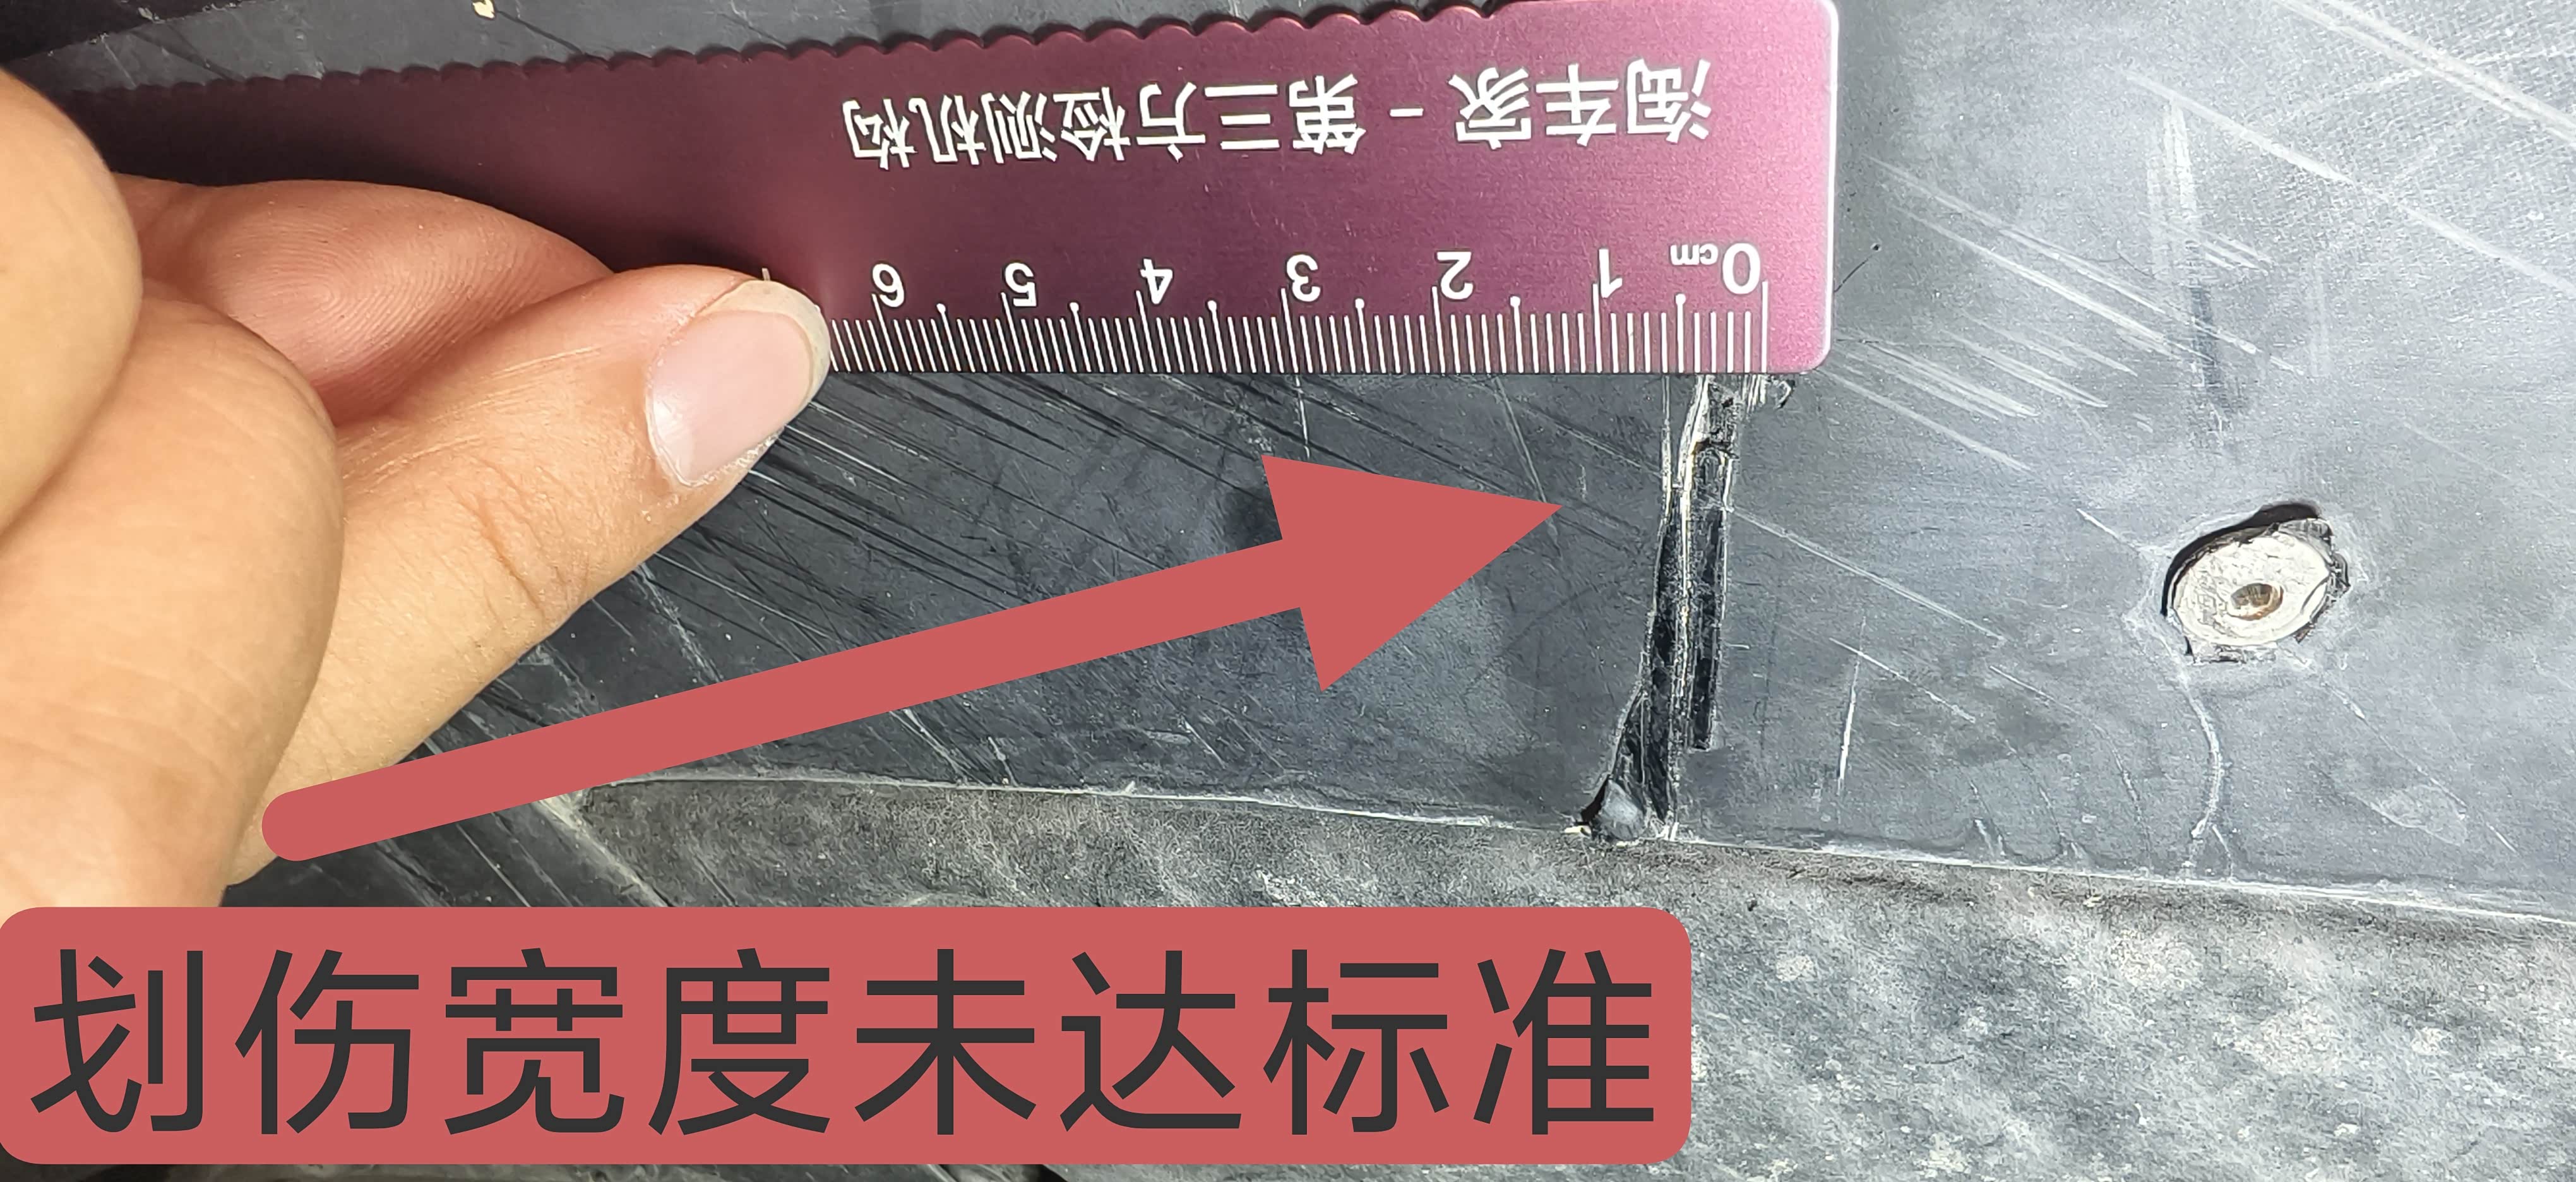 淘车家 - 第三方检测机构
0cm 1 2 3 4 5 6
划伤宽度未达标准